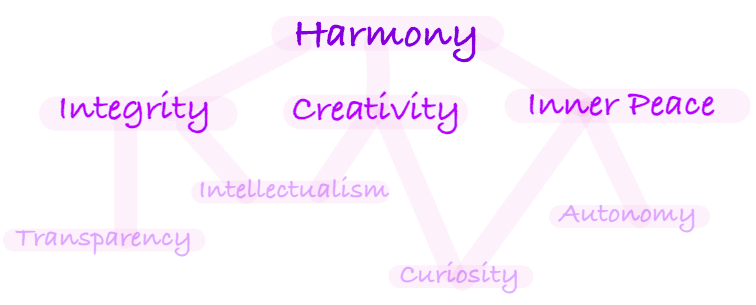 Harmony
Integrity Creativity Inner Peace
Intellectualism
Autonomy
Transparency
Curiosity